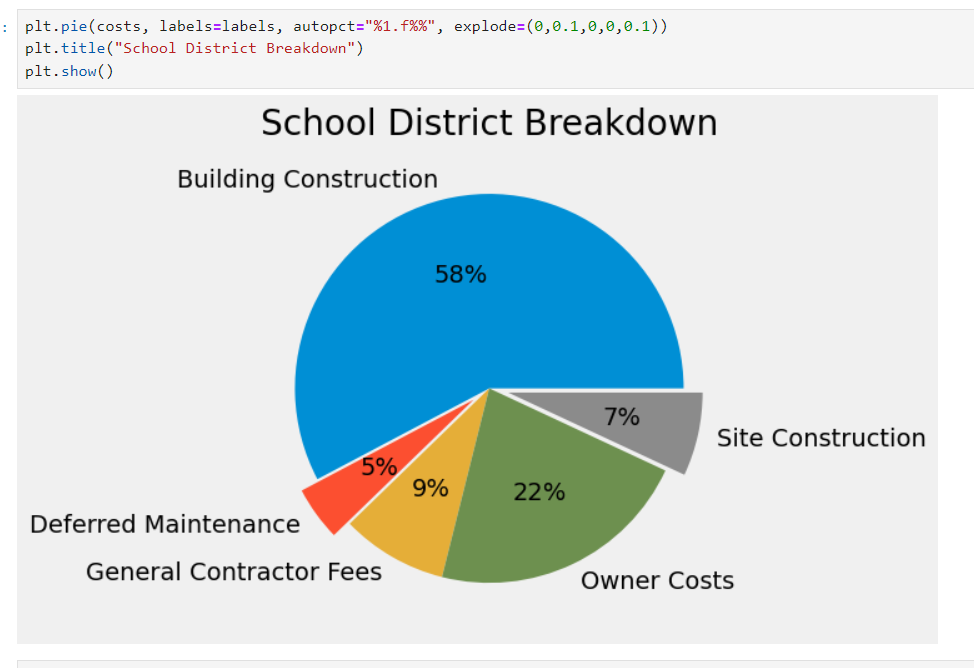 :
plt.pie(costs, labels=labels, autopct="%1.f%%", explode=(0,0.1,0,0,0.1))
plt.title("School District Breakdown")
plt.show()
School District Breakdown
Building Construction
58%
7%
Site Construction
5%
9%
22%
Deferred Maintenance
General Contractor Fees
Owner Costs